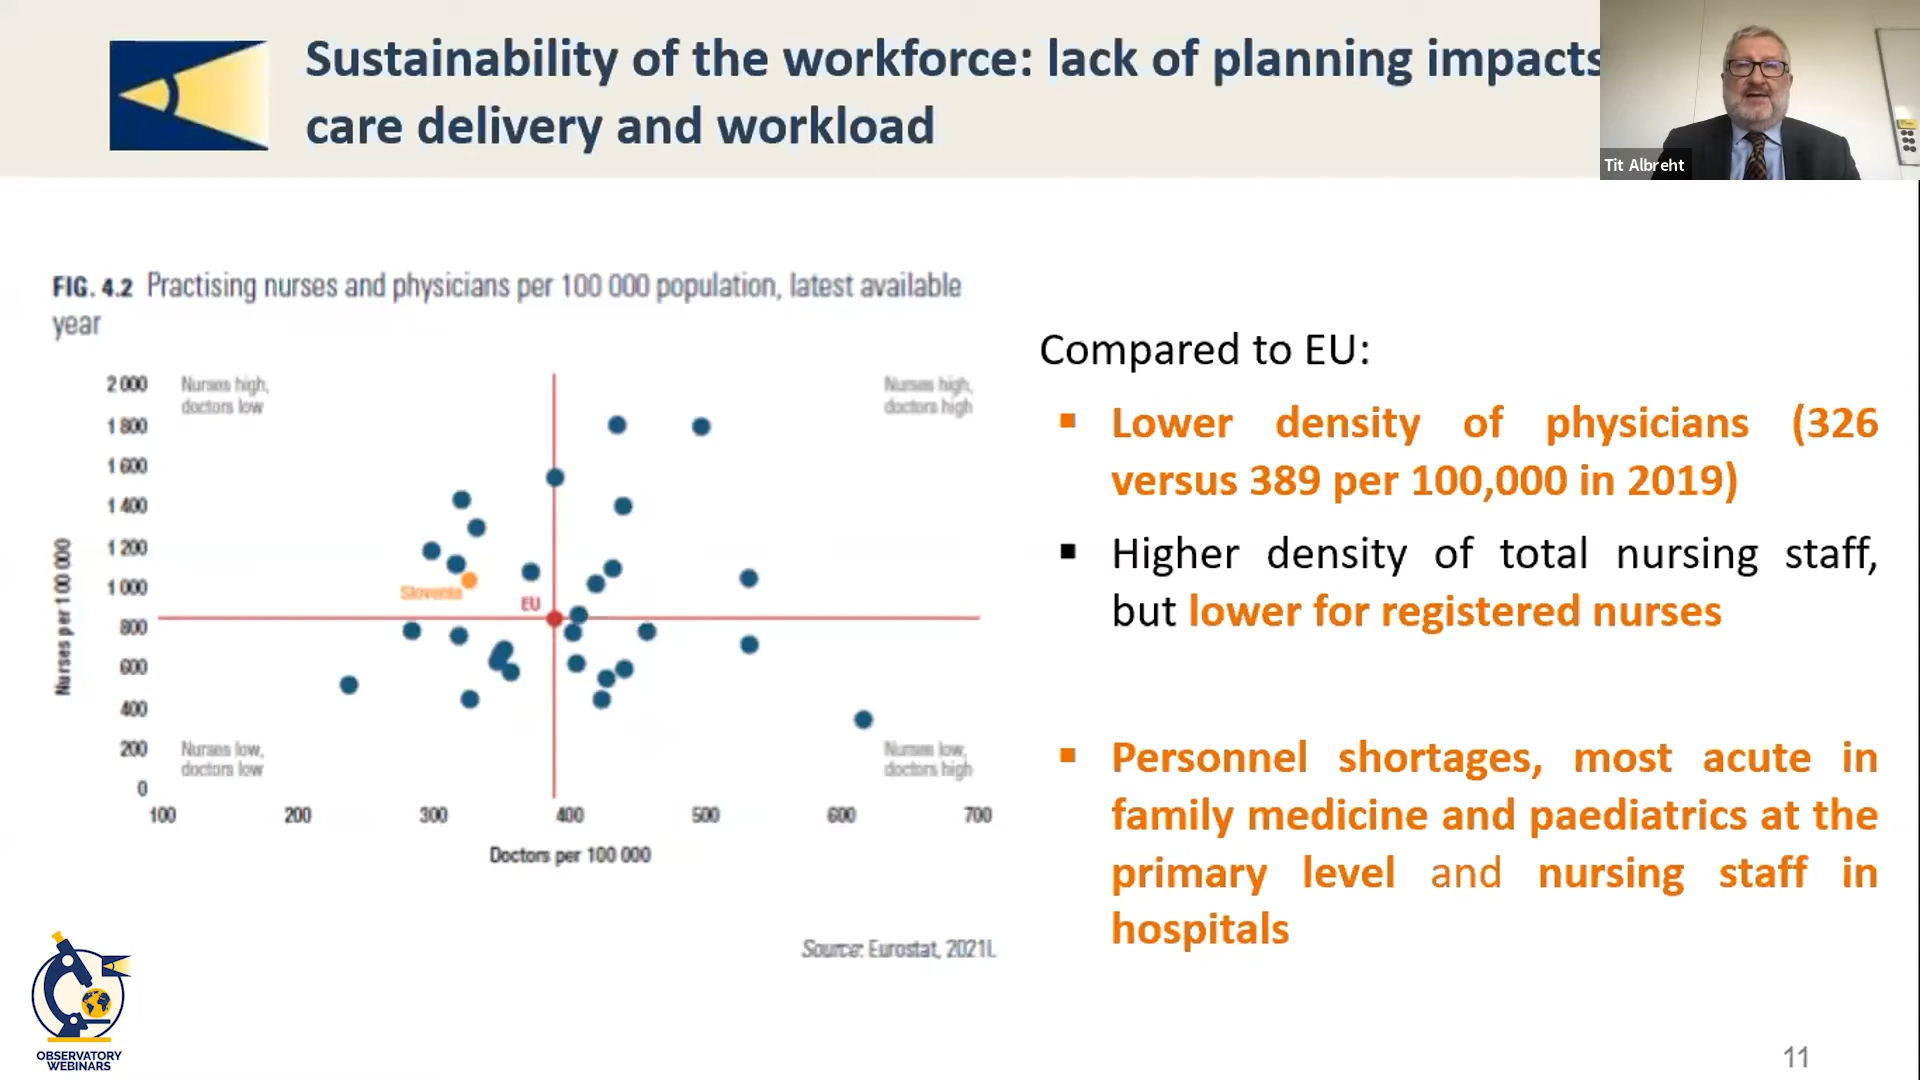 Sustainability of the workforce: lack of planning impacts
care delivery and workload
Tit Albreht
FIG. 4.2 Practising nurses and physicians per 100 000 population, latest available
year
Nurses high,
doctors low
Nurses high,
doctors high
2 000
1 800
1 600
1 400
1 200
1 000
800
600
400
200
0
Nurses per 100 000
Slovenia
EU
Nurses low,
doctors low
Nurses low,
doctors high
100 200 300 400 500 600 700
Doctors per 100 000
Source: Eurostat, 2021l.
Compared to EU:
▪ Lower density of physicians (326
versus 389 per 100,000 in 2019)
▪ Higher density of total nursing staff,
but lower for registered nurses
▪ Personnel shortages, most acute in
family medicine and paediatrics at the
primary level and nursing staff in
hospitals
OBSERVATORY
WEBINARS
11